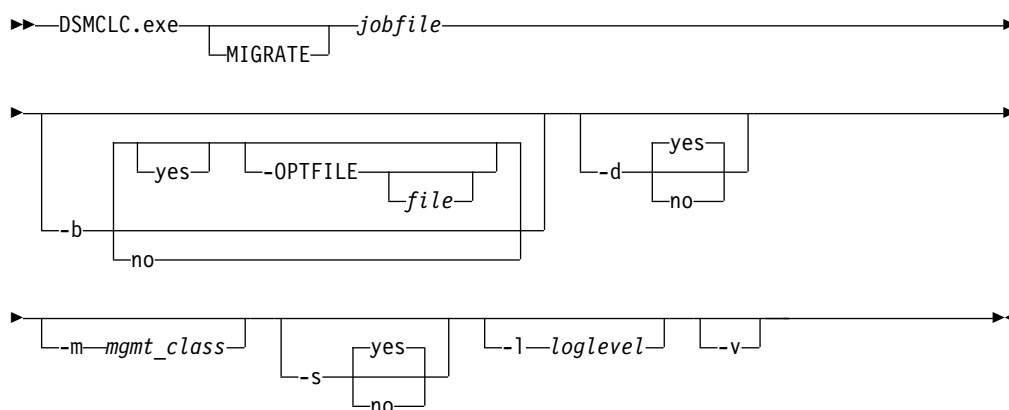 DSMCLC.exe MIGRATE jobfile
-b yes -OPTFILE file no -d yes no
-m mgmt_class -s yes no -l loglevel -v